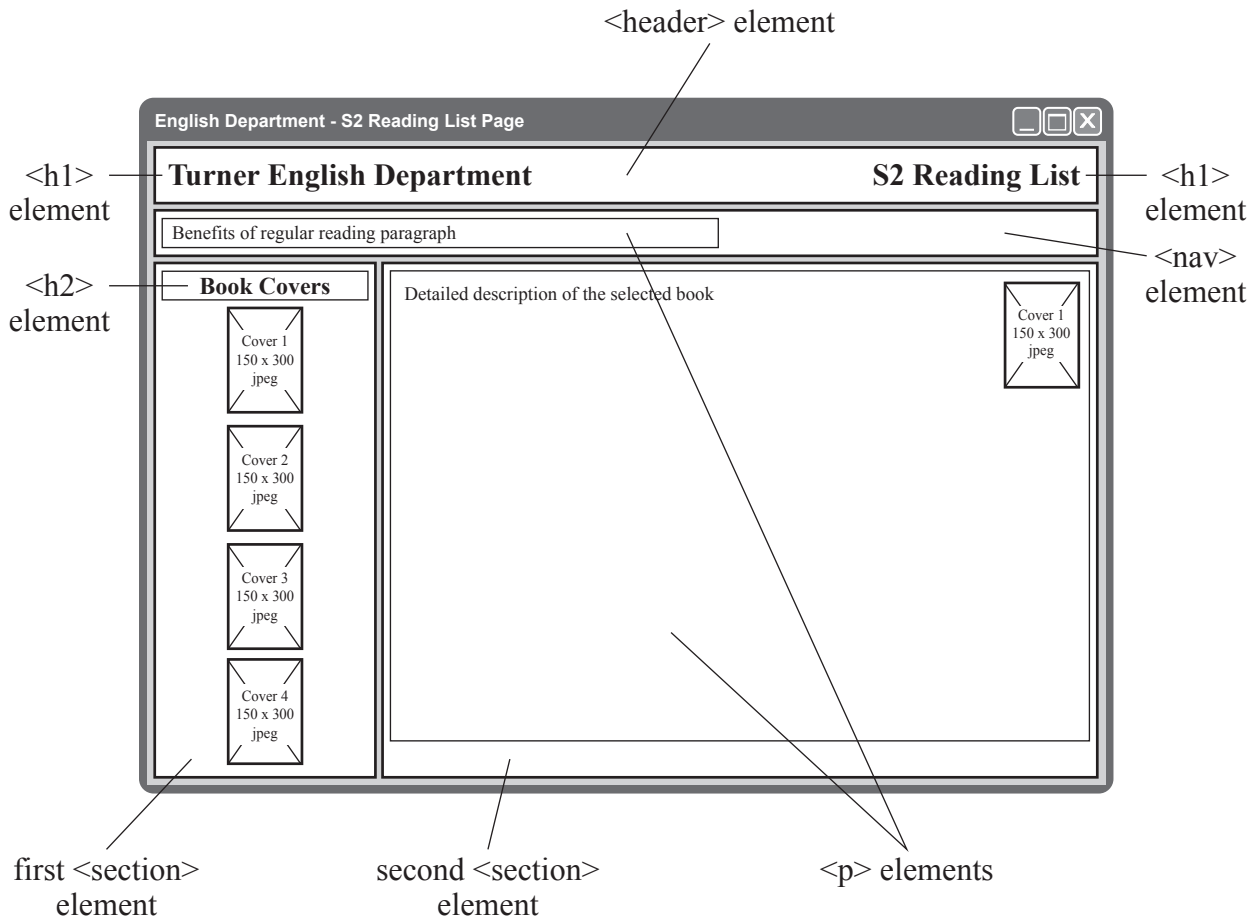 <header> element
English Department - S2 Reading List Page
<h1>
element
Turner English Department
S2 Reading List
<h1>
element
Benefits of regular reading paragraph
<nav>
element
<h2>
element
Book Covers
Detailed description of the selected book
Cover 1
150 x 300
jpeg
Cover 1
150 x 300
jpeg
Cover 2
150 x 300
jpeg
Cover 3
150 x 300
jpeg
Cover 4
150 x 300
jpeg
first <section>
element
second <section>
element
<p> elements